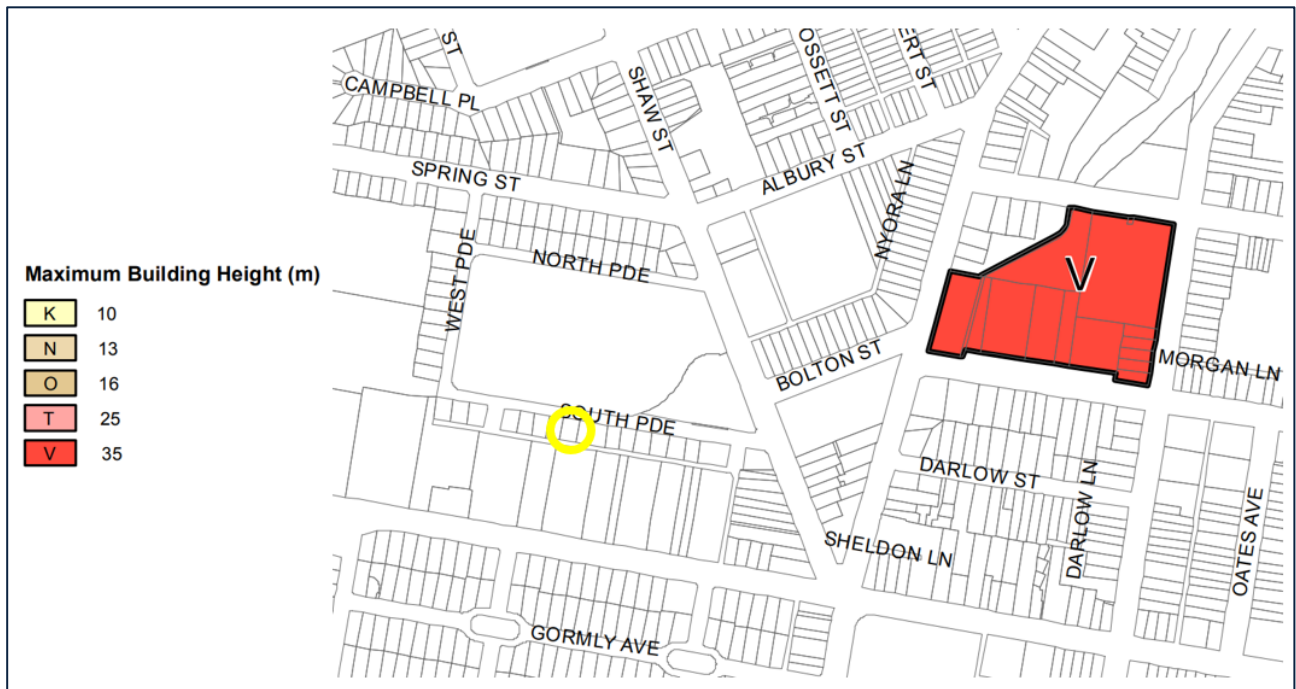 ST
CAMPBELL PL
SHAW ST
OSSETT ST
ERT ST
SPRING ST
ALBURY ST
NYORA LN
WEST PDE
NORTH PDE
V
Maximum Building Height (m)
K 10
N 13
O 16
T 25
V 35
BOLTON ST
MORGAN LN
SOUTH PDE
DARLOW ST
DARLOW LN
OATES AVE
SHELDON LN
GORMLY AVE